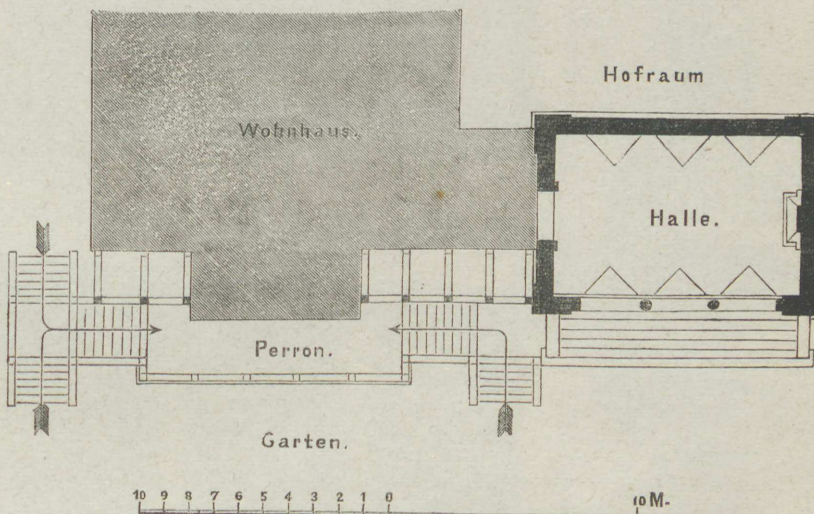 Hofraum
Wohnhaus.
Halle.
Perron.
Garten.
10 9 8 7 6 5 4 3 2 1 0 10 M.